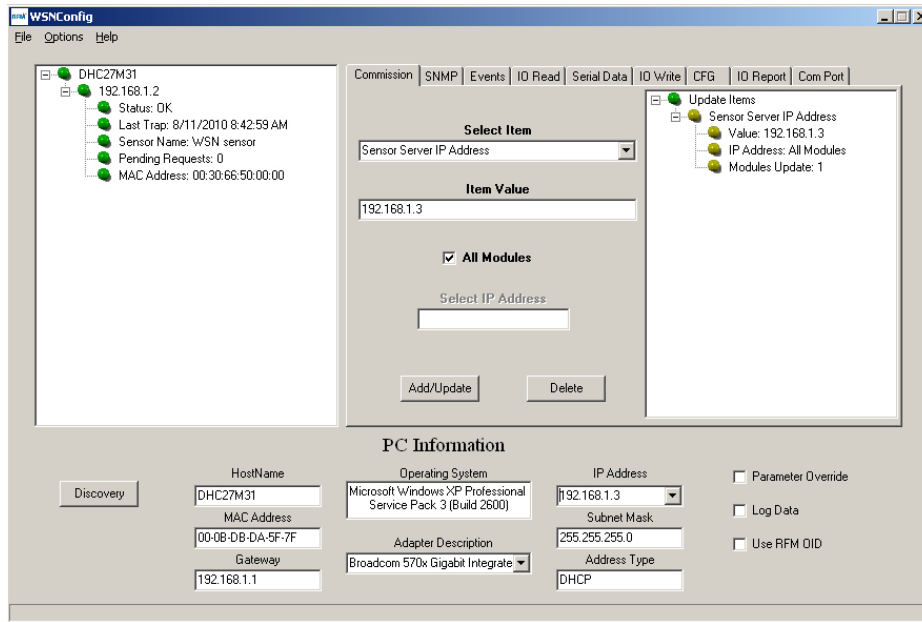 WSNConfig
File Options Help
DHC27M31
192.168.1.2
Status: OK
Last Trap: 8/11/2010 8:42:59 AM
Sensor Name: WSN sensor
Pending Requests: 0
MAC Address: 00:30:66:50:00:00
Commission SNMP Events IO Read Serial Data IO Write CFG IO Report Com Port
Select Item
Sensor Server IP Address
Item Value
192.168.1.3
All Modules
Select IP Address
Add/Update Delete
Update Items
Sensor Server IP Address
Value: 192.168.1.3
IP Address: All Modules
Modules Update: 1
PC Information
Discovery
HostName
DHC27M31
MAC Address
00-0B-DB-DA-5F-7F
Gateway
192.168.1.1
Operating System
Microsoft Windows XP Professional
Service Pack 3 (Build 2600)
Adapter Description
Broadcom 570x Gigabit Integrate
IP Address
192.168.1.3
Subnet Mask
255.255.255.0
Address Type
DHCP
Parameter Override
Log Data
Use RFM OID